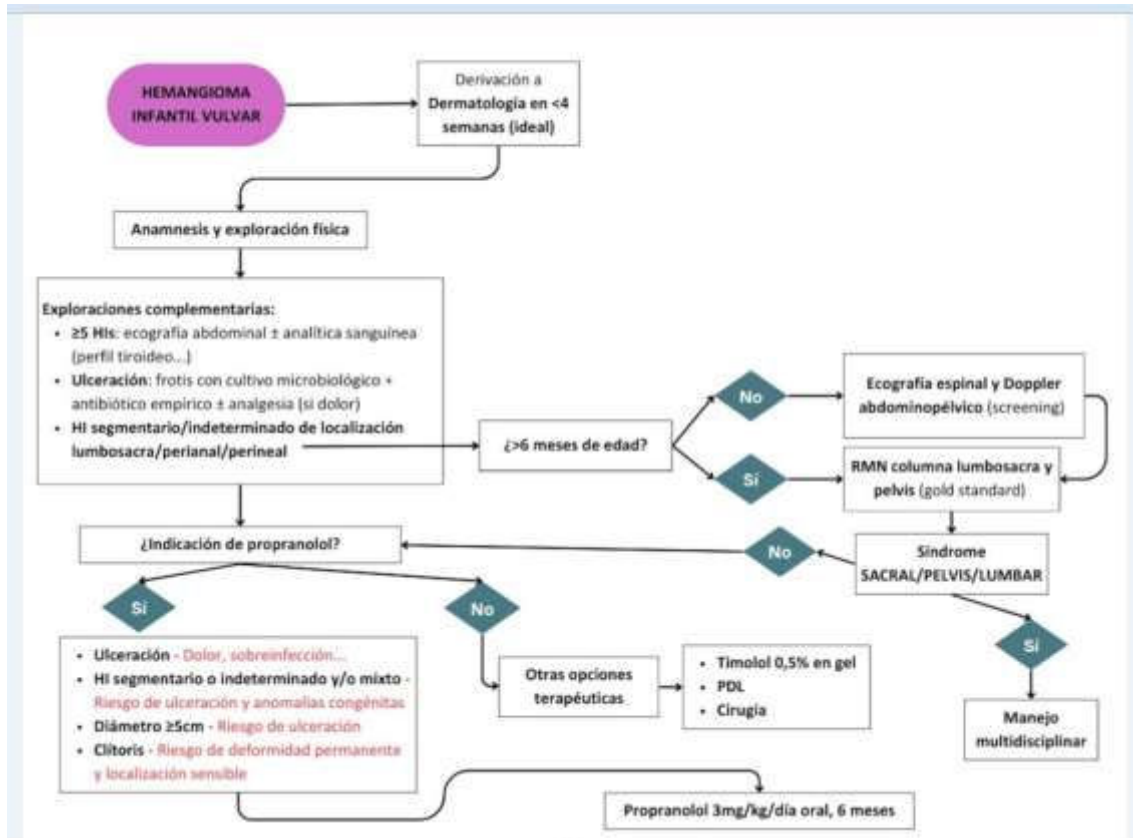 HEMANGIOMA
INFANTIL VULVAR
Derivación a
Dermatología en <4
semanas (ideal)
Anamnesis y exploración física
Exploraciones complementarias:
• ≥5 HIs: ecografía abdominal ± analítica sanguínea
(perfil tiroideo...)
• Ulceración: frotis con cultivo microbiológico +
antibiótico empírico ± analgesia (si dolor)
• HI segmentario/indeterminado de localización
lumbosacra/perianal/perineal
¿>6 meses de edad?
No
Ecografía espinal y Doppler
abdominopélvico (screening)
Sí
RMN columna lumbosacra y
pelvis (gold standard)
Síndrome
SACRAL/PELVIS/LUMBAR
No
Sí
Manejo
multidisciplinar
¿Indicación de propranolol?
Sí
No
• Ulceración - Dolor, sobreinfección...
• HI segmentario o indeterminado y/o mixto -
Riesgo de ulceración y anomalías congénitas
• Diámetro ≥5cm - Riesgo de ulceración
• Clítoris - Riesgo de deformidad permanente
y localización sensible
Otras opciones
terapéuticas
• Timolol 0,5% en gel
• PDL
• Cirugía
Propranolol 3mg/kg/día oral, 6 meses